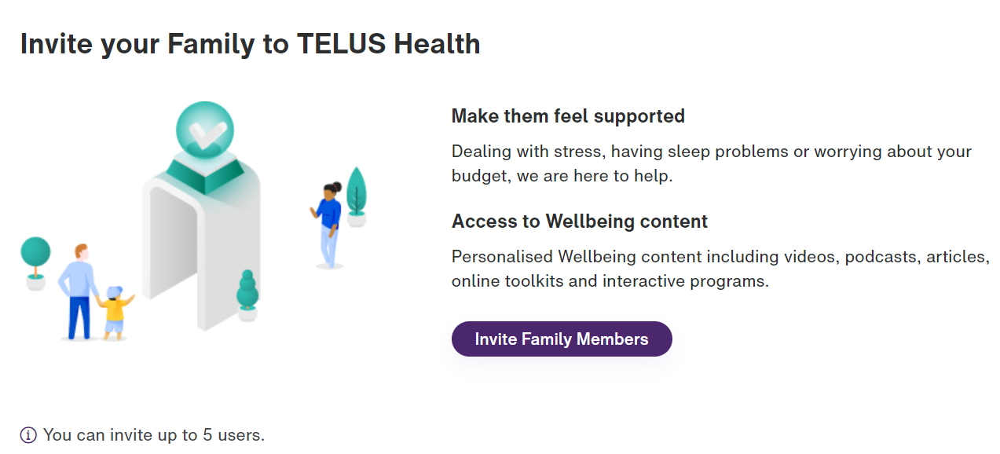 Invite your Family to TELUS Health
Make them feel supported
Dealing with stress, having sleep problems or worrying about your
budget, we are here to help.
Access to Wellbeing content
Personalised Wellbeing content including videos, podcasts, articles,
online toolkits and interactive programs.
Invite Family Members
You can invite up to 5 users.